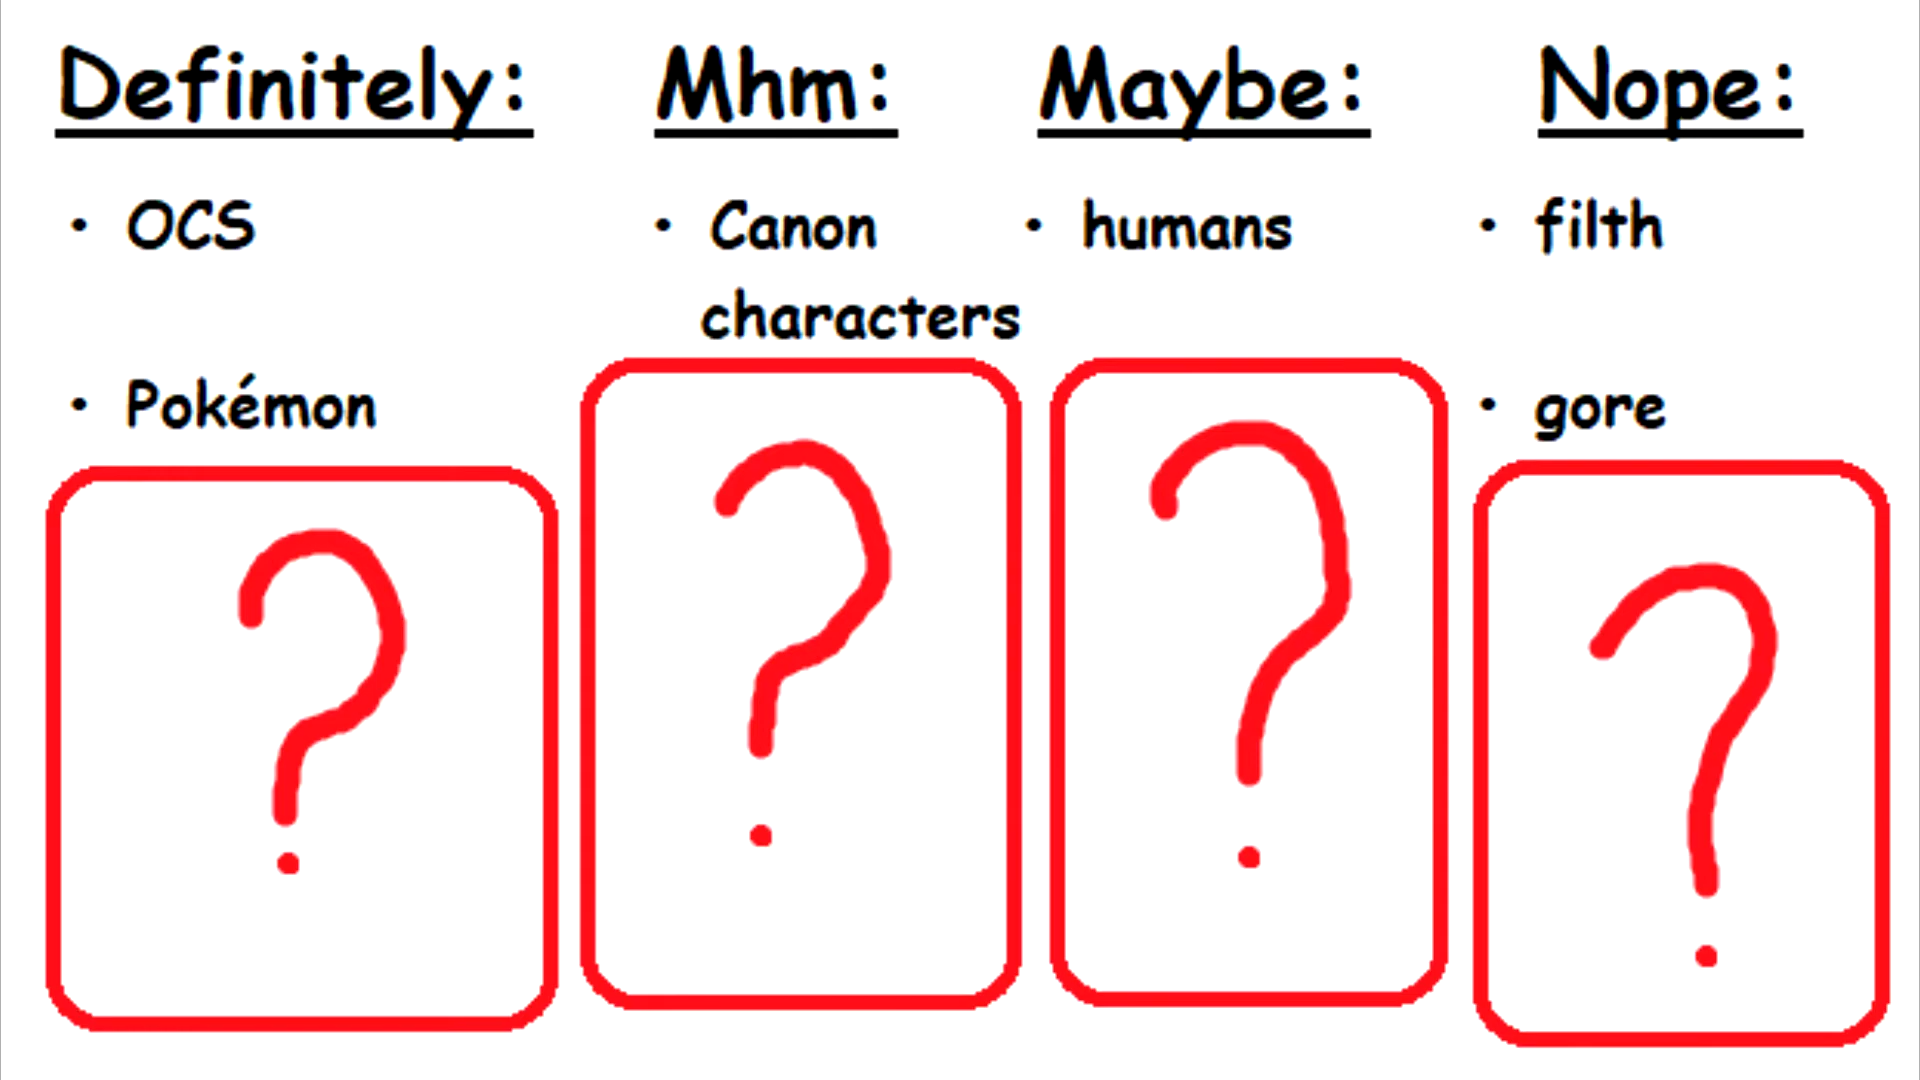 Definitely:
• OCS
• Pokémon
?
Mhm:
• Canon
characters
?
Maybe:
• humans
?
Nope:
• filth
• gore
?